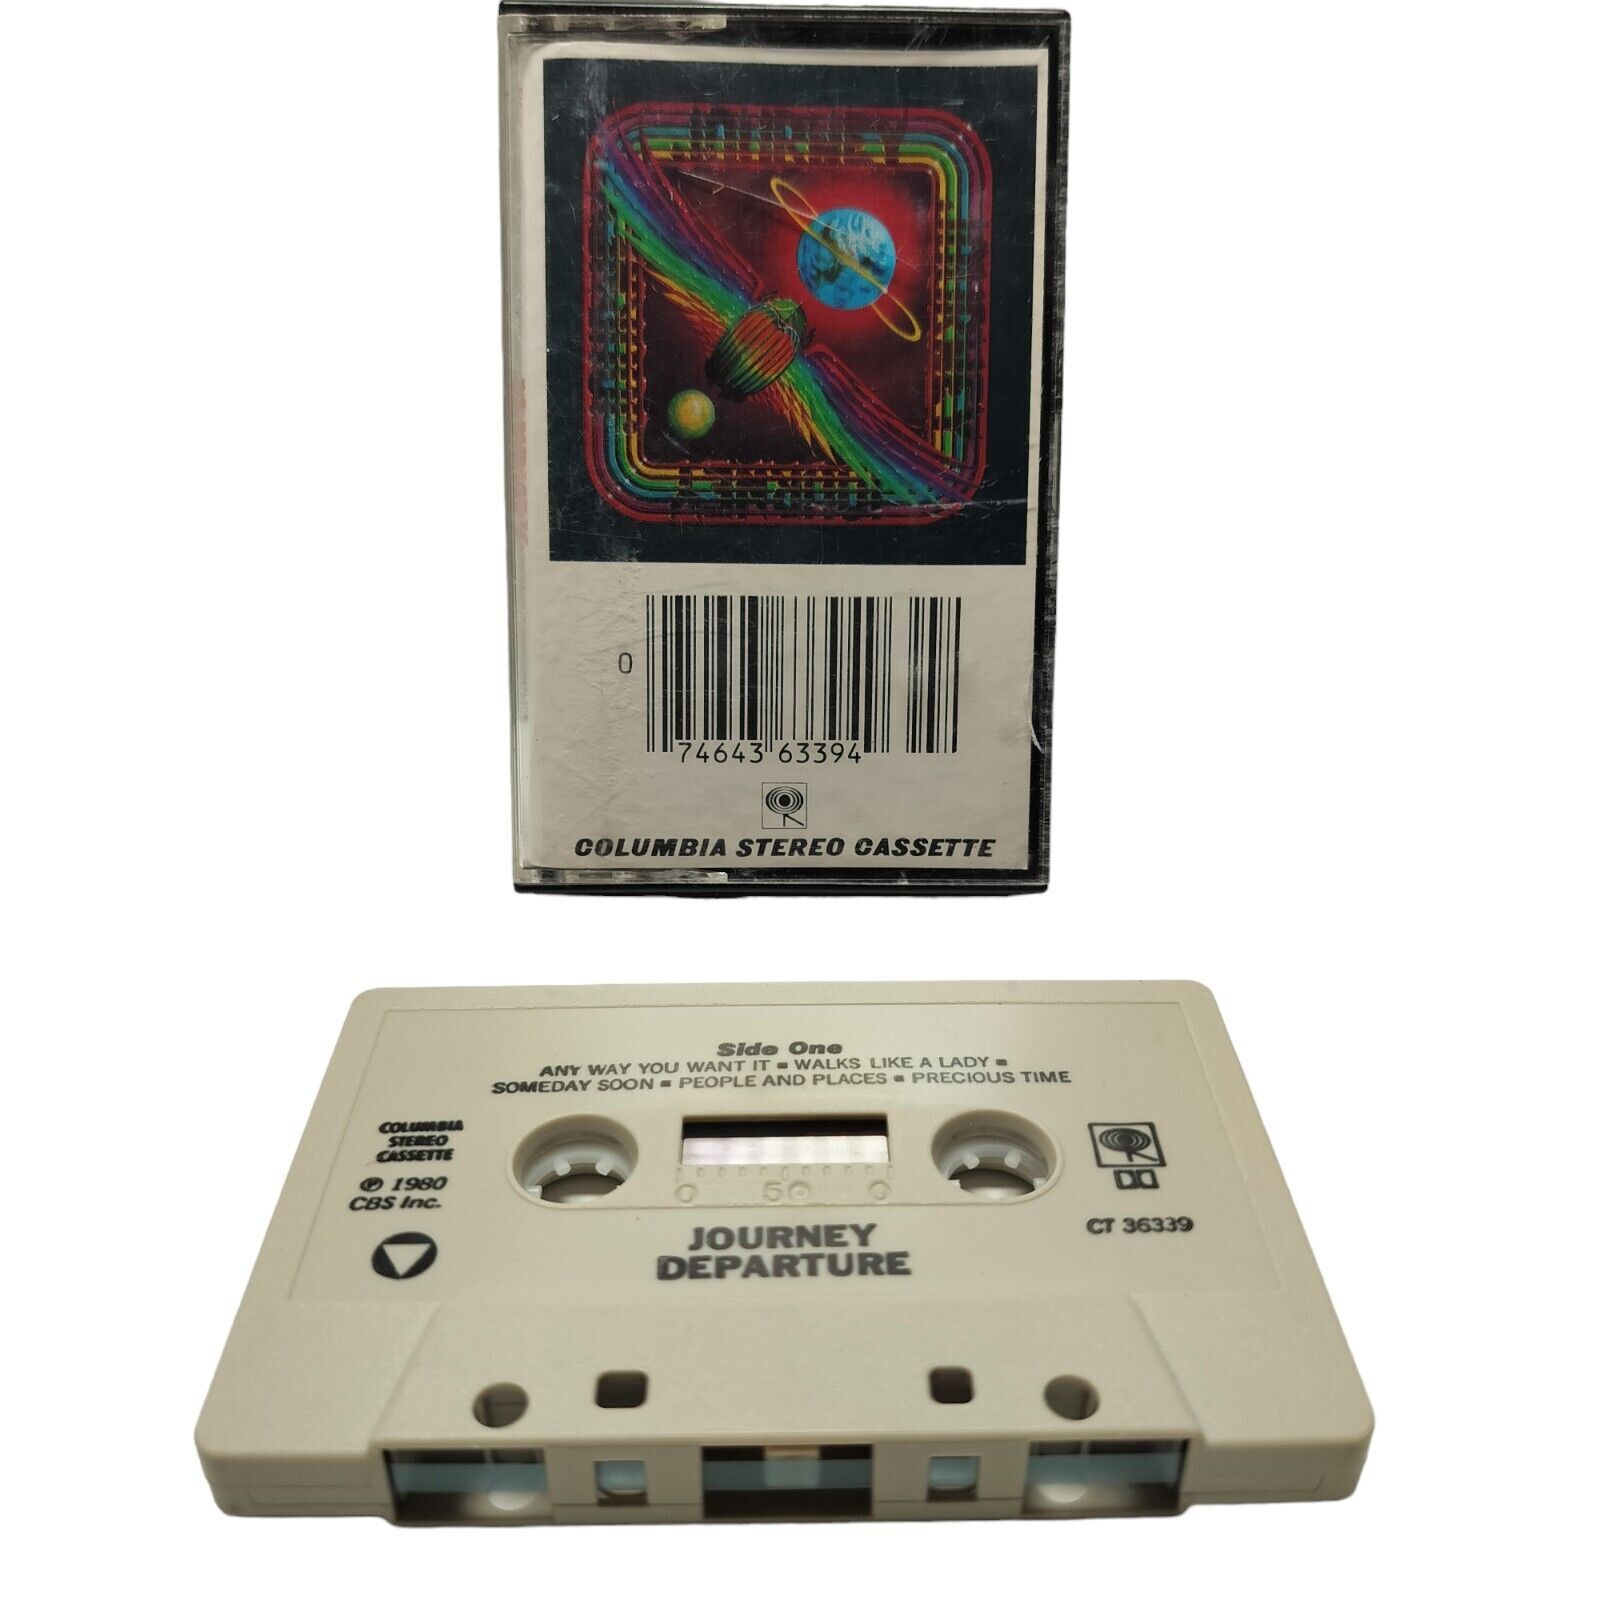 0
74643 63394
COLUMBIA STEREO CASSETTE
Side One
ANY WAY YOU WANT IT ▪ WALKS LIKE A LADY ▪
SOMEDAY SOON ▪ PEOPLE AND PLACES ▪ PRECIOUS TIME
COLUMBIA
STEREO
CASSETTE
℗ 1980
CBS Inc.
0 50 0
CT 36339
JOURNEY
DEPARTURE